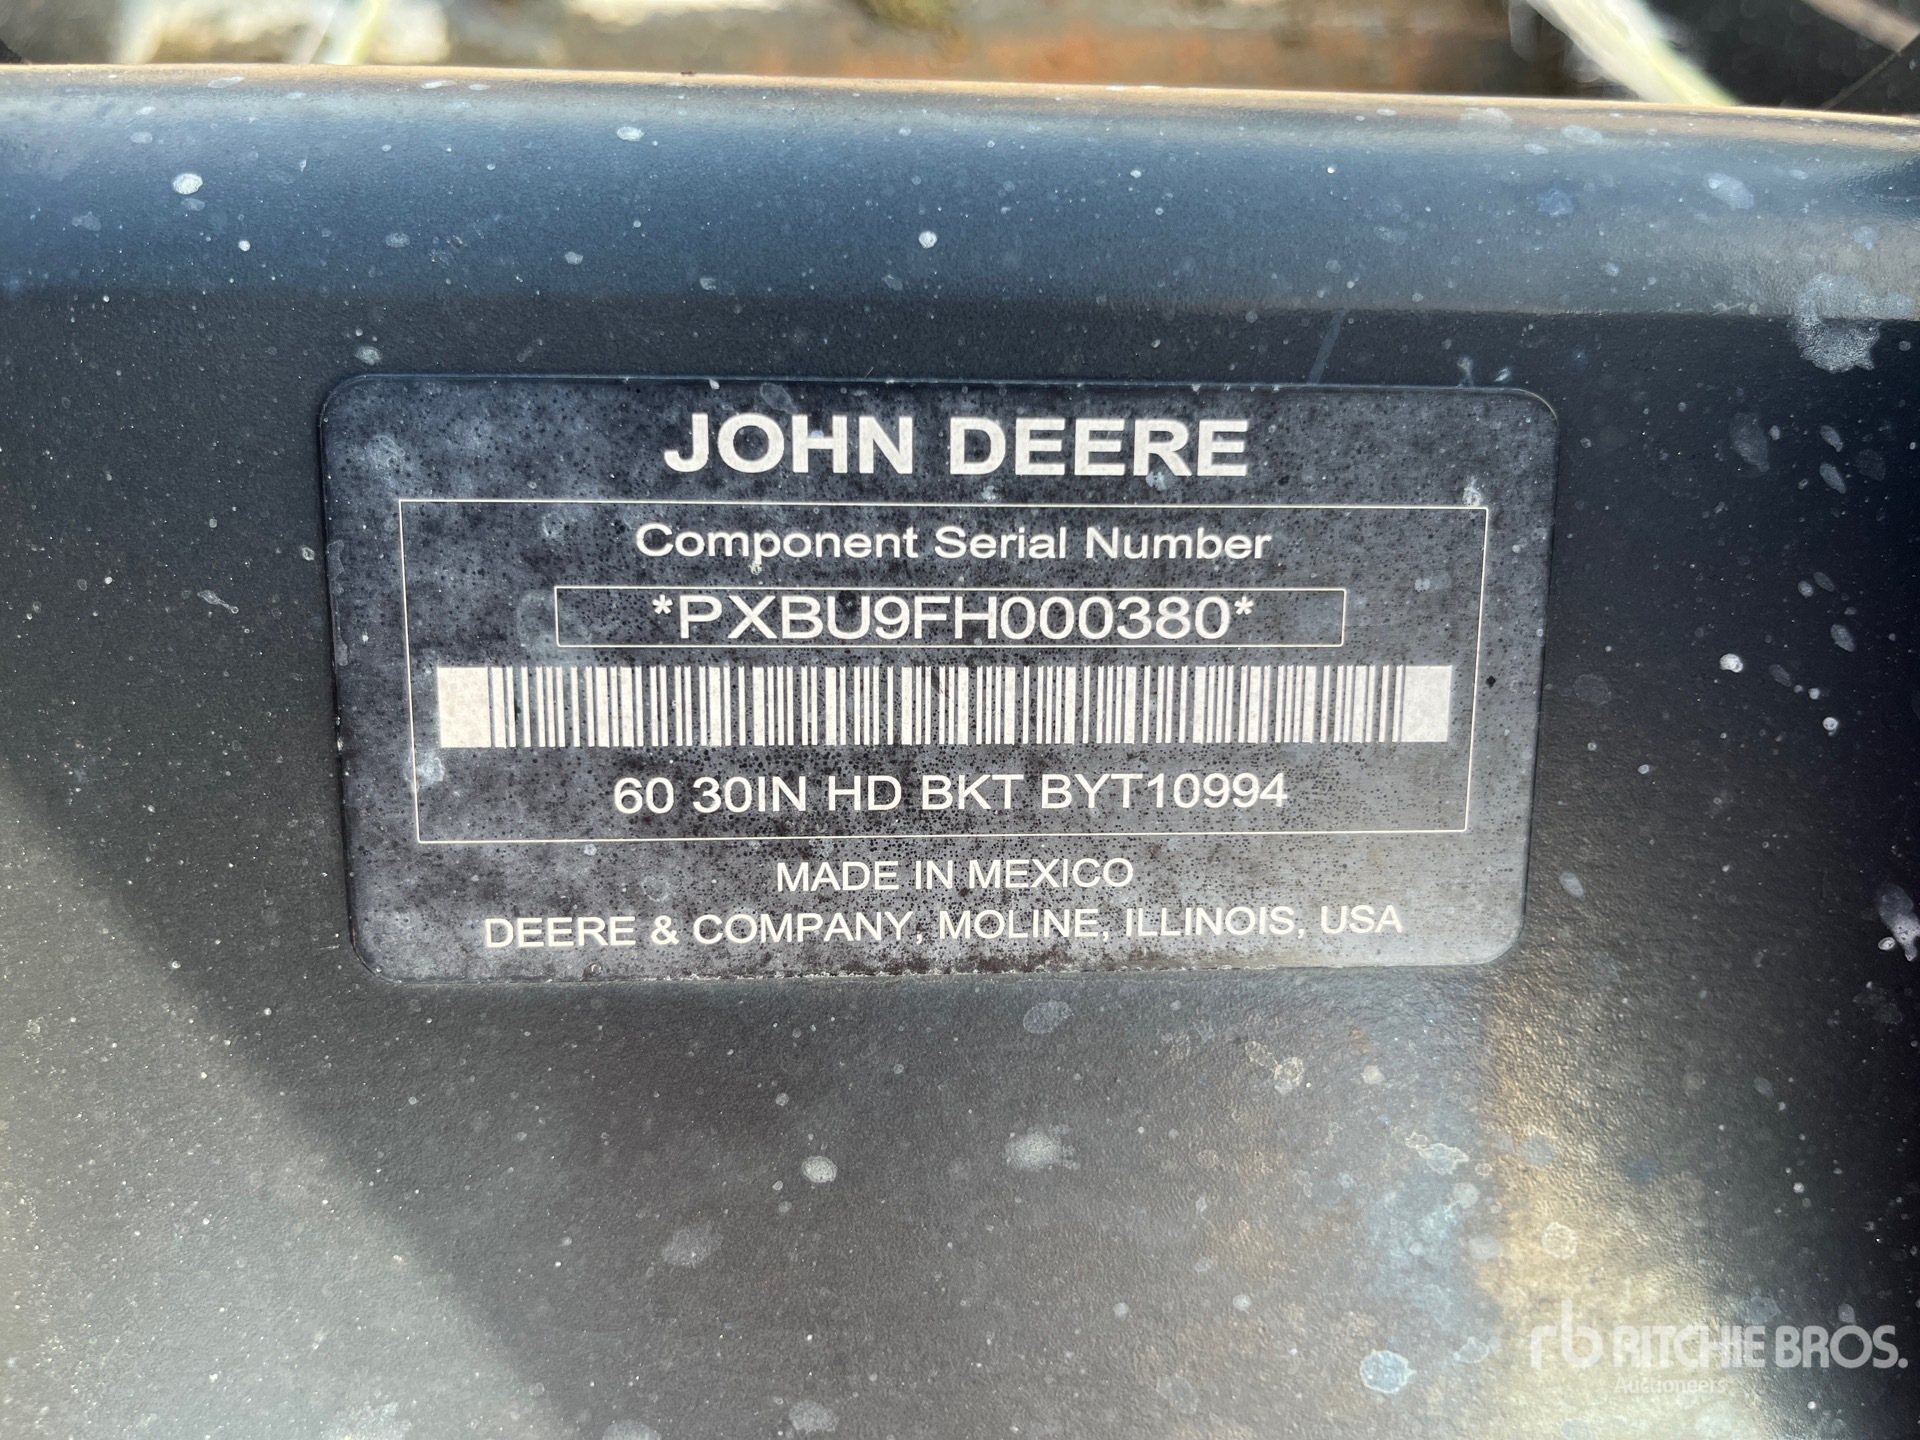 JOHN DEERE
Component Serial Number
*PXBU9FH000380*
60 30IN HD BKT BYT10994
MADE IN MEXICO
DEERE & COMPANY, MOLINE, ILLINOIS, USA
rb RITCHIE BROS.
Auctioneers